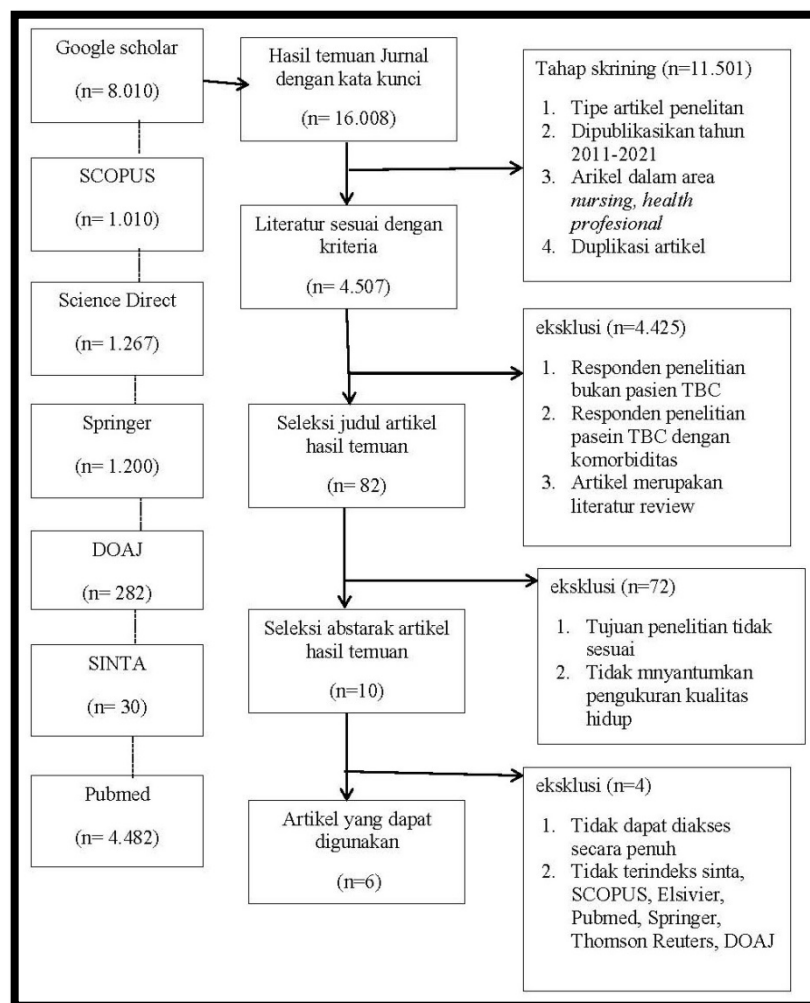 Google scholar
(n= 8.010)
SCOPUS
(n= 1.010)
Science Direct
(n= 1.267)
Springer
(n= 1.200)
DOAJ
(n= 282)
SINTA
(n= 30)
Pubmed
(n= 4.482)
Hasil temuan Jurnal
dengan kata kunci
(n= 16.008)
Literatur sesuai dengan
kriteria
(n= 4.507)
Seleksi judul artikel
hasil temuan
(n= 82)
Seleksi abstarak artikel
hasil temuan
(n=10)
Artikel yang dapat
digunakan
(n=6)
Tahap skrining (n=11.501)
1. Tipe artikel penelitan
2. Dipublikasikan tahun
2011-2021
3. Arikel dalam area
nursing, health
profesional
4. Duplikasi artikel
eksklusi (n=4.425)
1. Responden penelitian
bukan pasien TBC
2. Responden penelitian
pasein TBC dengan
komorbiditas
3. Artikel merupakan
literatur review
eksklusi (n=72)
1. Tujuan penelitian tidak
sesuai
2. Tidak mnyantumkan
pengukuran kualitas
hidup
eksklusi (n=4)
1. Tidak dapat diakses
secara penuh
2. Tidak terindeks sinta,
SCOPUS, Elsivier,
Pubmed, Springer,
Thomson Reuters, DOAJ